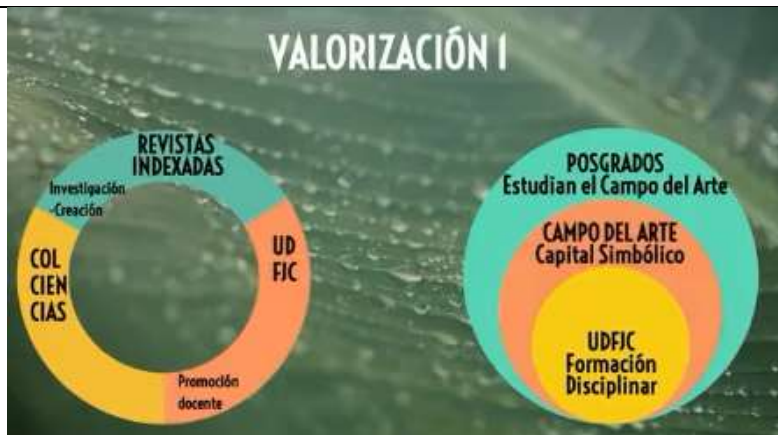 VALORIZACIÓN I
REVISTAS
INDEXADAS
Investigación
-Creación
COL
CIEN
CIAS
UD
FJC
Promoción
docente
POSGRADOS
Estudian el Campo del Arte
CAMPO DEL ARTE
Capital Simbólico
UDFJC
Formación
Disciplinar